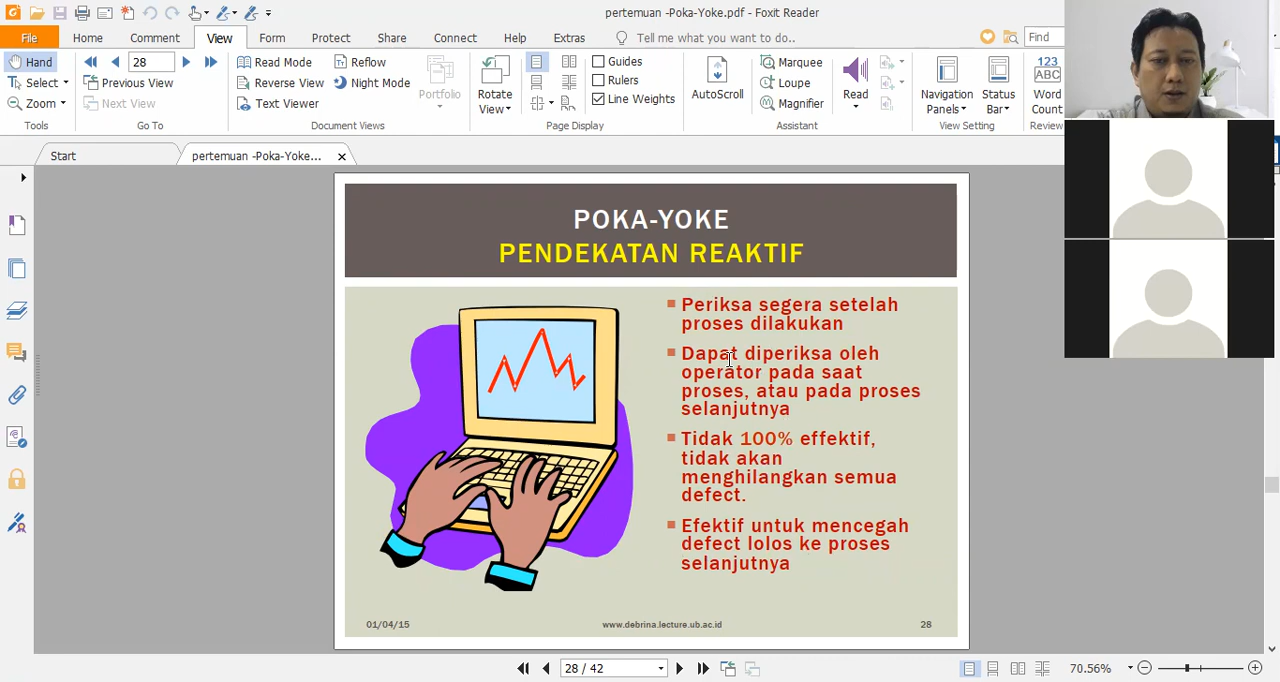 pertemuan -Poka-Yoke.pdf - Foxit Reader
File Home Comment View Form Protect Share Connect Help Extras Tell me what you want to do.. Find
Hand 28 Read Mode Reflow Guides Marquee 123
Select Previous View Reverse View Night Mode Rulers Loupe ABC
Zoom Next View Text Viewer Portfolio Rotate View Line Weights AutoScroll Magnifier Read Navigation Panels Status Bar Word Count
Tools Go To Document Views Page Display Assistant View Setting Review
Start pertemuan -Poka-Yoke...
POKA-YOKE
PENDEKATAN REAKTIF
Periksa segera setelah
proses dilakukan
Dapat diperiksa oleh
operator pada saat
proses, atau pada proses
selanjutnya
Tidak 100% effektif,
tidak akan
menghilangkan semua
defect.
Efektif untuk mencegah
defect lolos ke proses
selanjutnya
01/04/15 www.debrina.lecture.ub.ac.id 28
28 / 42 70.56%